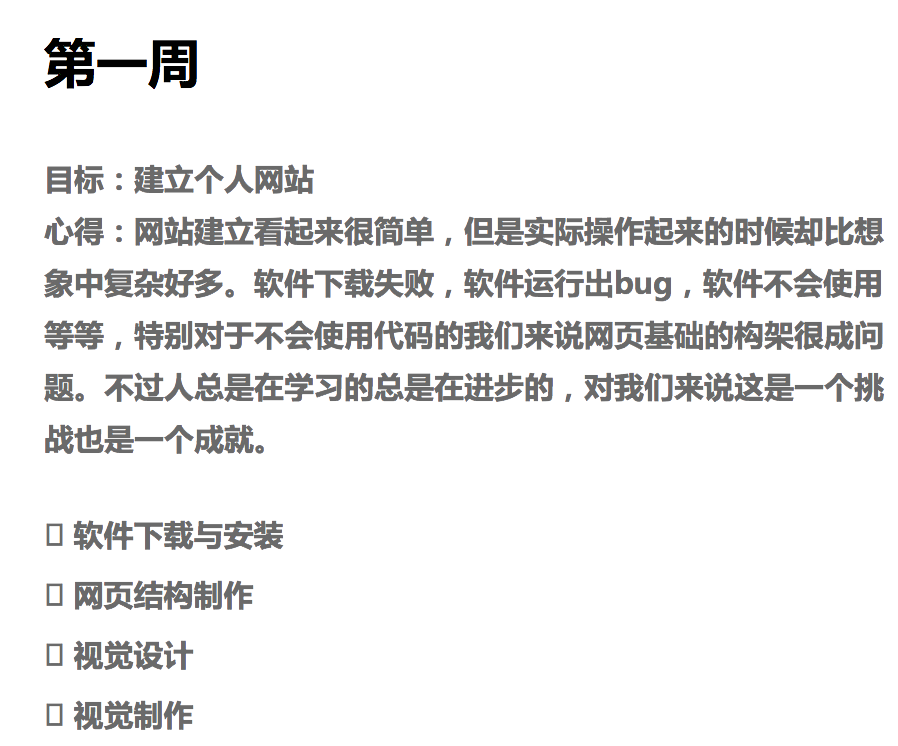 第一周
目标：建立个人网站
心得：网站建立看起来很简单，但是实际操作起来的时候却比想
象中复杂好多。软件下载失败，软件运行出bug，软件不会使用
等等，特别对于不会使用代码的我们来说网页基础的构架很成问
题。不过人总是在学习的总是在进步的，对我们来说这是一个挑
战也是一个成就。
软件下载与安装
网页结构制作
视觉设计
视觉制作